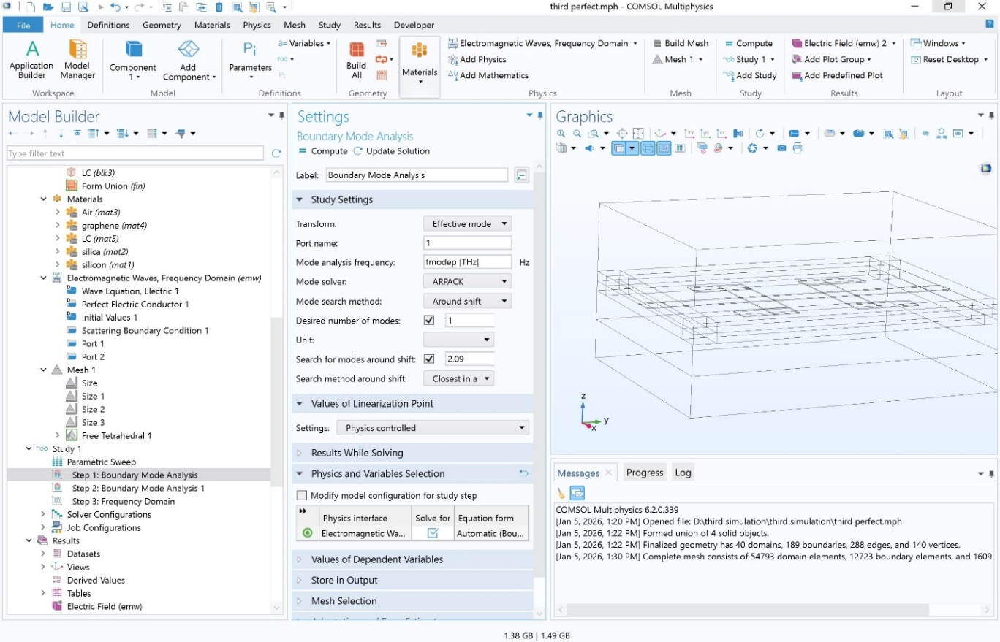 third perfect.mph - COMSOL Multiphysics
File Home Definitions Geometry Materials Physics Mesh Study Results Developer
Application Builder
Model Manager
Workspace
Component 1
Add Component
Model
Pi
Parameters
a= Variables
f(x)
Pi
Definitions
Build All
Geometry
Materials
Electromagnetic Waves, Frequency Domain
Add Physics
Add Mathematics
Physics
Build Mesh
Mesh 1
Mesh
Compute
Study 1
Add Study
Study
Electric Field (emw) 2
Add Plot Group
Add Predefined Plot
Results
Windows
Reset Desktop
Layout
Model Builder
Type filter text
LC (blk3)
Form Union (fin)
Materials
Air (mat3)
graphene (mat4)
LC (mat5)
silica (mat2)
silicon (mat1)
Electromagnetic Waves, Frequency Domain (emw)
Wave Equation, Electric 1
Perfect Electric Conductor 1
Initial Values 1
Scattering Boundary Condition 1
Port 1
Port 2
Mesh 1
Size
Size 1
Size 2
Size 3
Free Tetrahedral 1
Study 1
Parametric Sweep
Step 1: Boundary Mode Analysis
Step 2: Boundary Mode Analysis 1
Step 3: Frequency Domain
Solver Configurations
Job Configurations
Results
Datasets
Views
Derived Values
Tables
Electric Field (emw)
Settings
Boundary Mode Analysis
Compute Update Solution
Label: Boundary Mode Analysis
Study Settings
Transform: Effective mode
Port name: 1
Mode analysis frequency: fmodep [THz] Hz
Mode solver: ARPACK
Mode search method: Around shift
Desired number of modes: 1
Unit:
Search for modes around shift: 2.09
Search method around shift: Closest in a
Values of Linearization Point
Settings: Physics controlled
Results While Solving
Physics and Variables Selection
Modify model configuration for study step
Physics interface Solve for Equation form
Electromagnetic Wa... Automatic (Bou...
Values of Dependent Variables
Store in Output
Mesh Selection
Graphics
z
y
x
Messages Progress Log
COMSOL Multiphysics 6.2.0.339
[Jan 5, 2026, 1:20 PM] Opened file: D:\third simulation\third simulation\third perfect.mph
[Jan 5, 2026, 1:22 PM] Formed union of 4 solid objects.
[Jan 5, 2026, 1:22 PM] Finalized geometry has 40 domains, 189 boundaries, 288 edges, and 140 vertices.
[Jan 5, 2026, 1:30 PM] Complete mesh consists of 54793 domain elements, 12723 boundary elements, and 1609
1.38 GB | 1.49 GB